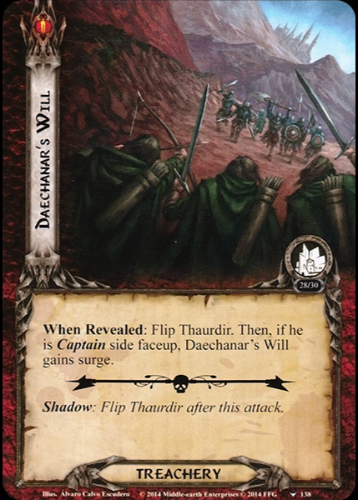 DAECHANAR'S WILL
28/30
When Revealed: Flip Thaurdir. Then, if he
is Captain side faceup, Daechanar's Will
gains surge.
Shadow: Flip Thaurdir after this attack.
TREACHERY
Illus. Alvaro Calvo Escudero © 2014 Middle-earth Enterprises © 2014 FFG 138